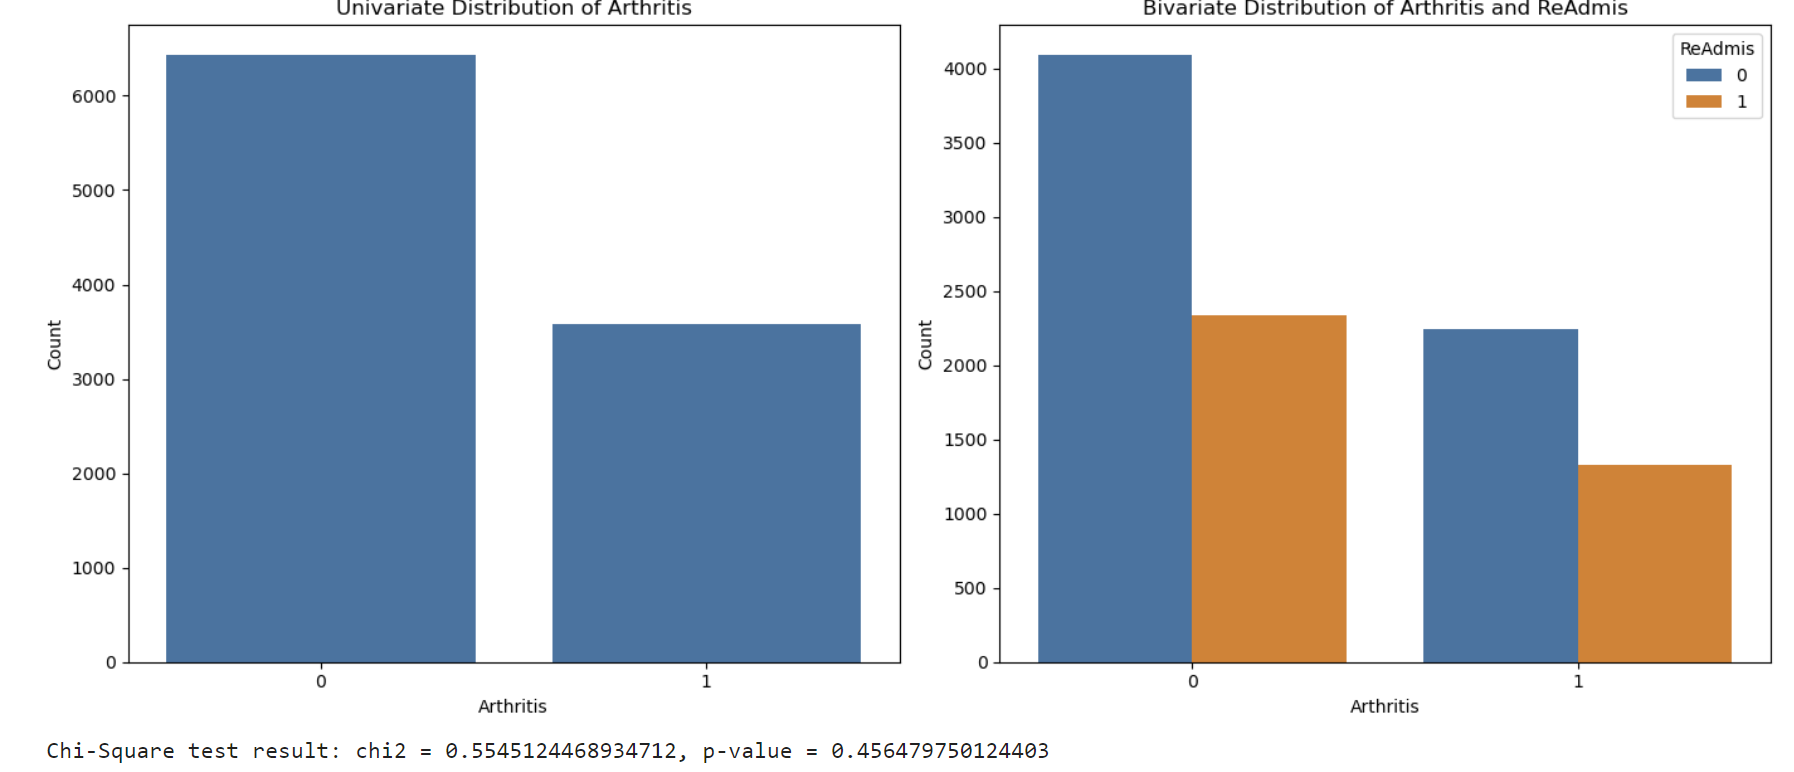 Univariate Distribution of Arthritis
6000
5000
4000
3000
2000
1000
0
Count
0
1
Arthritis
Bivariate Distribution of Arthritis and ReAdmis
4000
3500
3000
2500
2000
1500
1000
500
0
Count
0
1
Arthritis
ReAdmis
0
1
Chi-Square test result: chi2 = 0.5545124468934712, p-value = 0.456479750124403